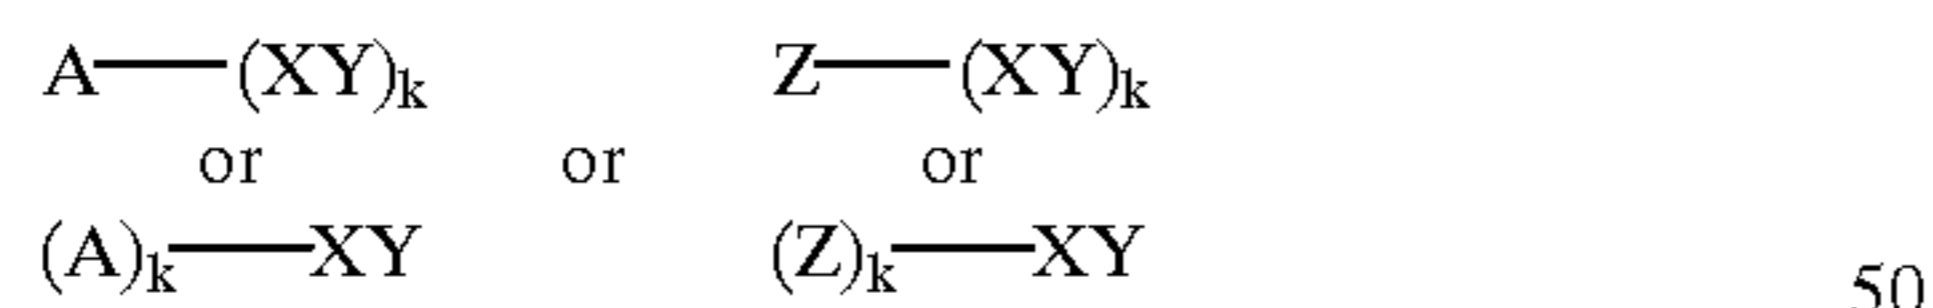 A—(XY)k Z—(XY)k
or or or
(A)k—XY (Z)k—XY
50